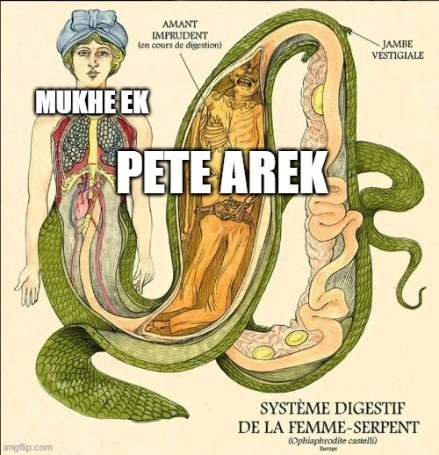 AMANT
IMPRUDENT
(en cours de digestion)
JAMBE
VESTIGIALE
MUKHE EK
PETE AREK
SYSTÈME DIGESTIF
DE LA FEMME-SERPENT
(Ophiaphrodite castelli)
Europe
imgflip.com